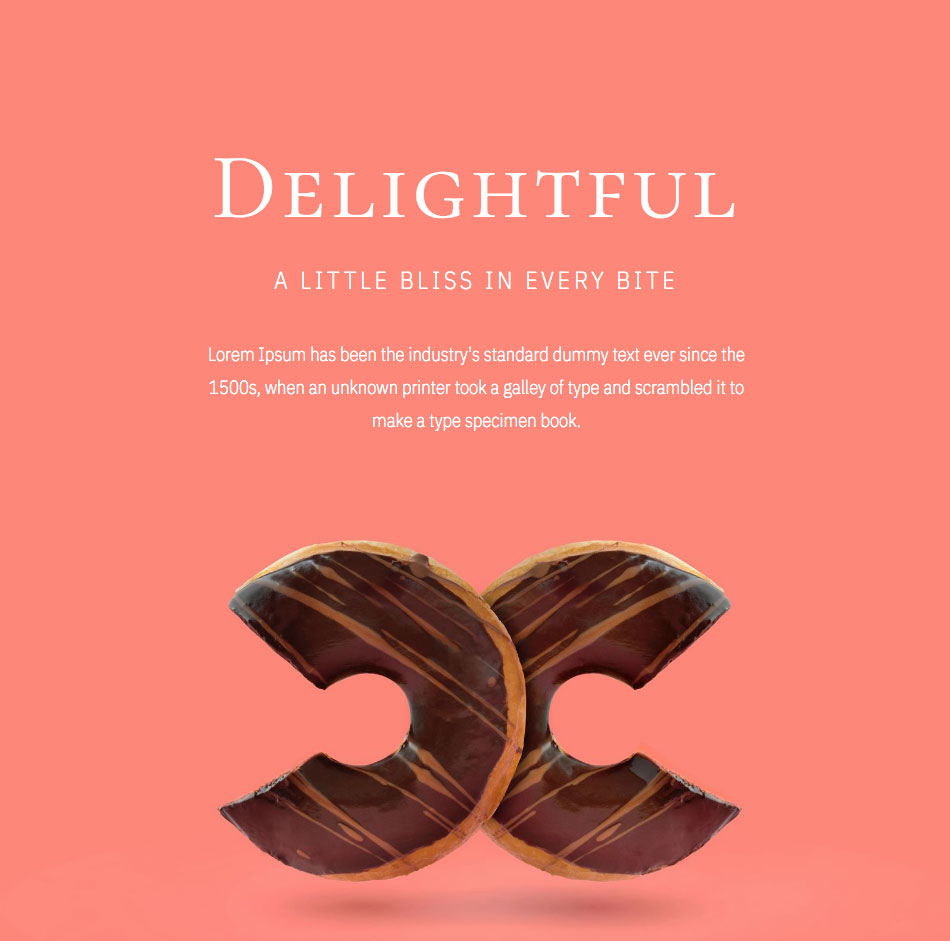 Delightful
A LITTLE BLISS IN EVERY BITE
Lorem Ipsum has been the industry's standard dummy text ever since the
1500s, when an unknown printer took a galley of type and scrambled it to
make a type specimen book.